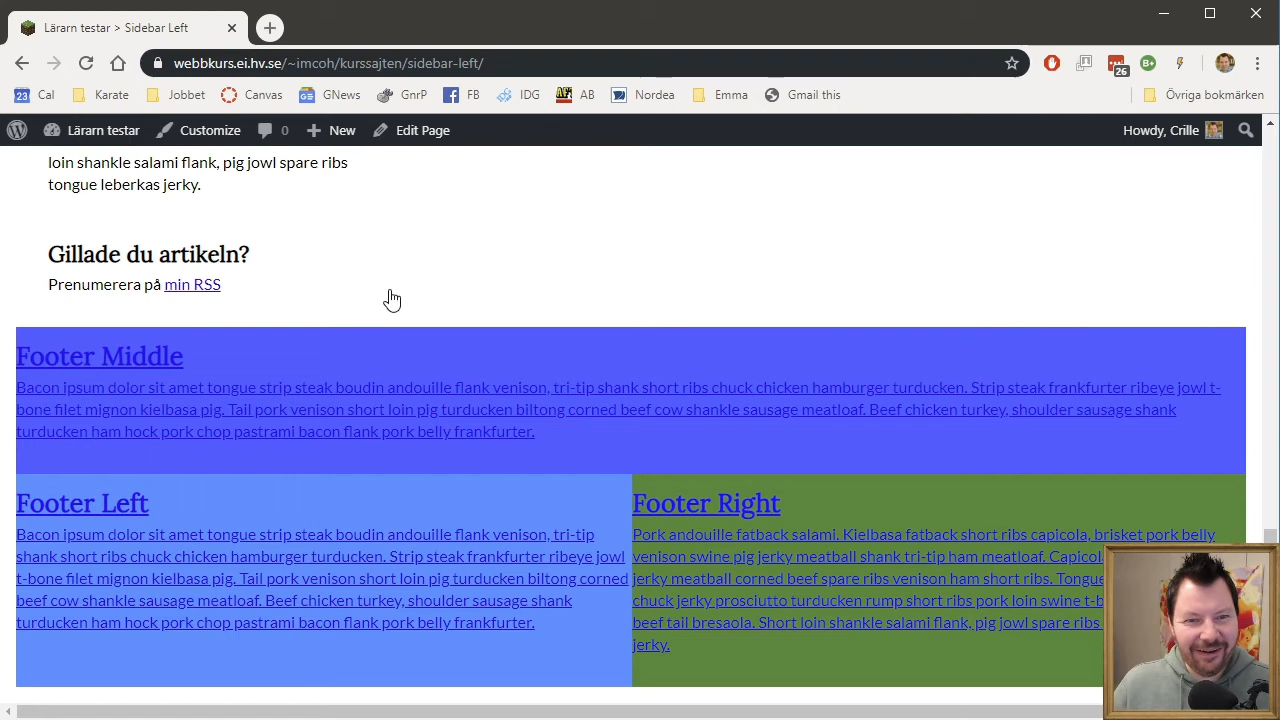 Lärarn testar > Sidebar Left
webbkurs.ei.hv.se/~imcoh/kurssajten/sidebar-left/
26
B+
23 Cal
Karate
Jobbet
Canvas
GNews
GnrP
FB
IDG
AB
Nordea
Emma
Gmail this
Övriga bokmärken
Lärarn testar
Customize
0
New
Edit Page
Howdy, Crille
loin shankle salami flank, pig jowl spare ribs
tongue leberkas jerky.
Gillade du artikeln?
Prenumerera på min RSS
Footer Middle
Bacon ipsum dolor sit amet tongue strip steak boudin andouille flank venison, tri-tip shank short ribs chuck chicken hamburger turducken. Strip steak frankfurter ribeye jowl t-
bone filet mignon kielbasa pig. Tail pork venison short loin pig turducken biltong corned beef cow shankle sausage meatloaf. Beef chicken turkey, shoulder sausage shank
turducken ham hock pork chop pastrami bacon flank pork belly frankfurter.
Footer Left
Bacon ipsum dolor sit amet tongue strip steak boudin andouille flank venison, tri-tip
shank short ribs chuck chicken hamburger turducken. Strip steak frankfurter ribeye jowl
t-bone filet mignon kielbasa pig. Tail pork venison short loin pig turducken biltong corned
beef cow shankle sausage meatloaf. Beef chicken turkey, shoulder sausage shank
turducken ham hock pork chop pastrami bacon flank pork belly frankfurter.
Footer Right
Pork andouille fatback salami. Kielbasa fatback short ribs capicola, brisket pork belly
venison swine pig jerky meatball shank tri-tip ham meatloaf. Capicola
jerky meatball corned beef spare ribs venison ham short ribs. Tongue
chuck jerky prosciutto turducken rump short ribs pork loin swine t-b
beef tail bresaola. Short loin shankle salami flank, pig jowl spare ribs
jerky.